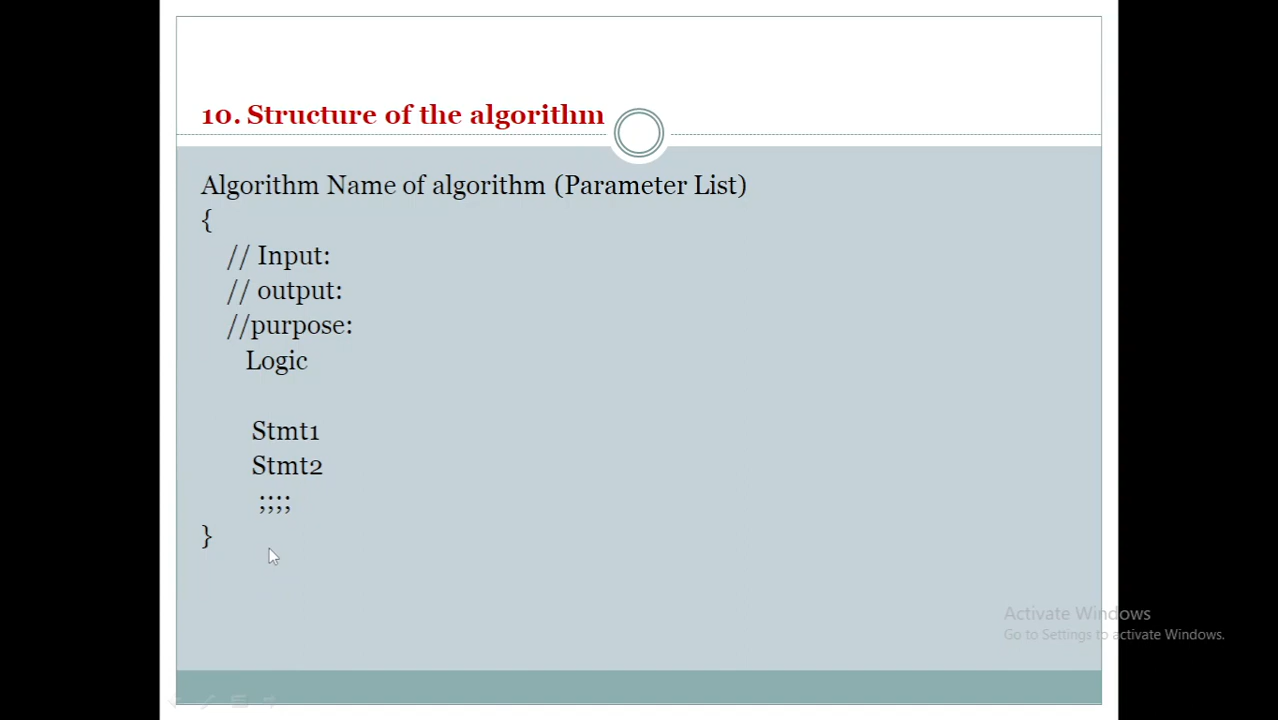 10. Structure of the algorithm
Algorithm Name of algorithm (Parameter List)
{
// Input:
// output:
//purpose:
Logic
Stmt1
Stmt2
;;;;
}
Activate Windows
Go to Settings to activate Windows.